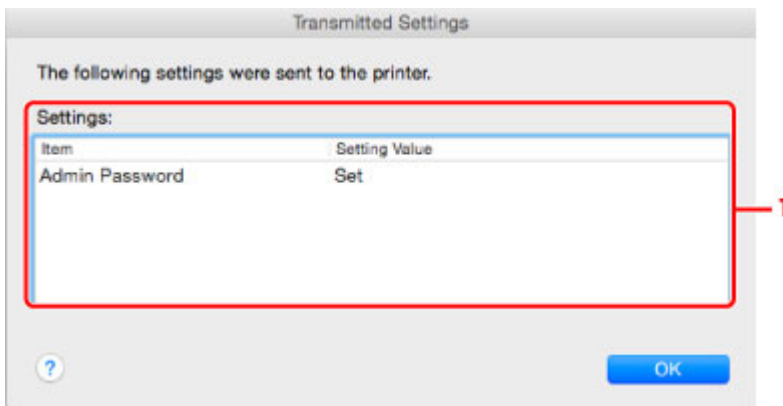 Transmitted Settings
The following settings were sent to the printer.
Settings:
Item Setting Value
Admin Password Set
1
? OK